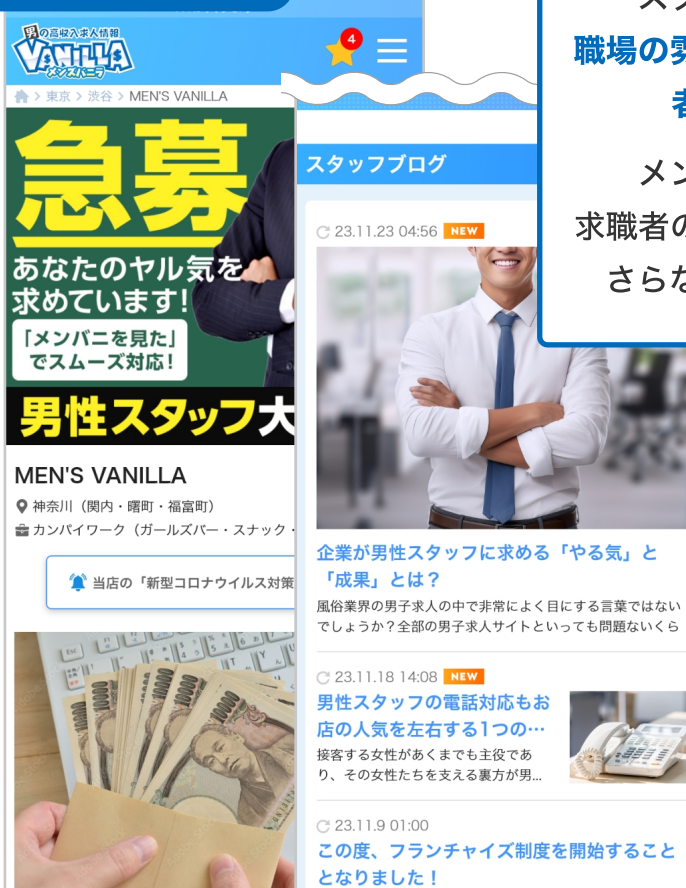 男の高収入求人情報
VANILLA
メンズバニラ
4
東京 > 渋谷 > MEN'S VANILLA
急募
あなたのヤル気を
求めています!
「メンバニを見た」
でスムーズ対応!
男性スタッフ大
MEN'S VANILLA
神奈川（関内・曙町・福富町）
カンパイワーク（ガールズバー・スナック・
当店の「新型コロナウイルス対策
スタッフブログ
23.11.23 04:56 NEW
企業が男性スタッフに求める「やる気」と
「成果」とは？
風俗業界の男子求人の中で非常によく目にする言葉ではない
でしょうか？全部の男子求人サイトといっても問題ないくら
23.11.18 14:08 NEW
男性スタッフの電話対応もお
店の人気を左右する1つの…
接客する女性があくまでも主役であ
り、その女性たちを支える裏方が男...
23.11.9 01:00
この度、フランチャイズ制度を開始すること
となりました！
職場の雰
者
メン
求職者の
さらな